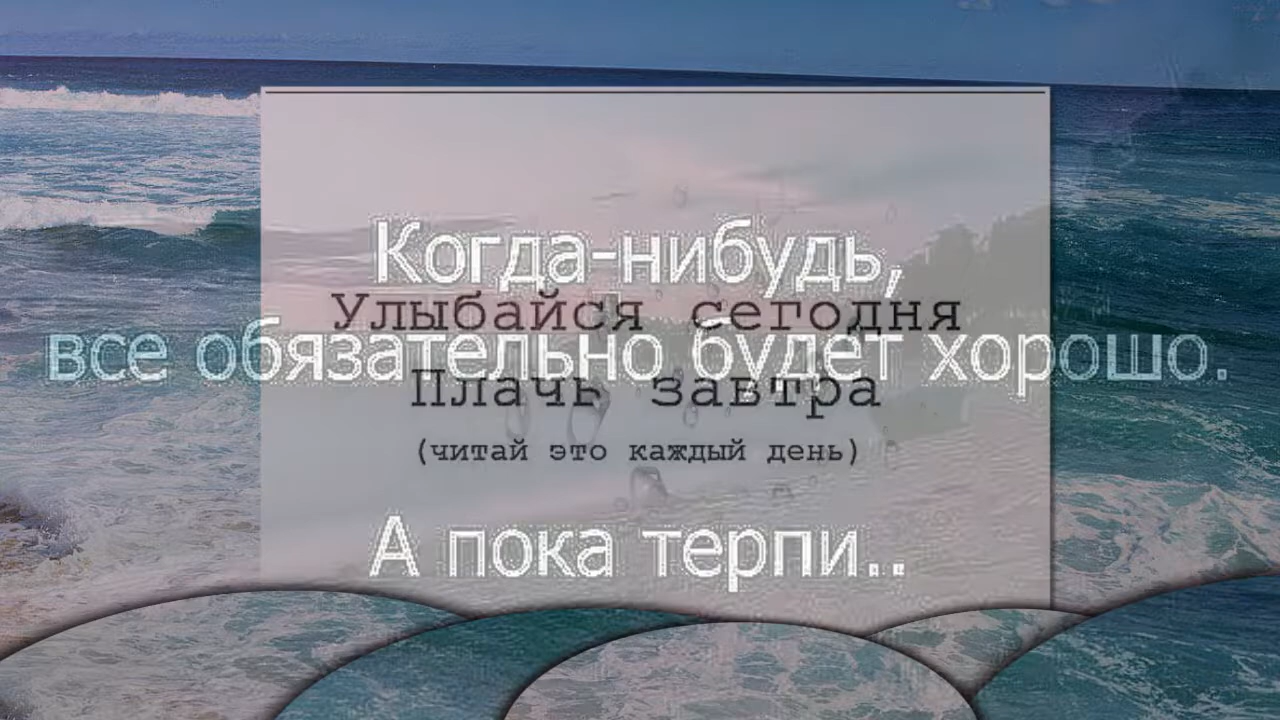 Когда-нибудь,
Улыбайся сегодня
все обязательно будет хорошо.
Плачь завтра
(читай это каждый день)
А пока терпи..